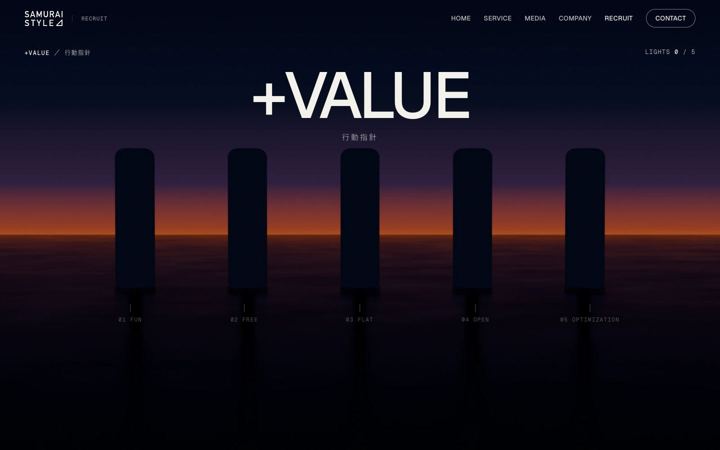 SAMURAI
STYLE
RECRUIT
HOME
SERVICE
MEDIA
COMPANY
RECRUIT
CONTACT
+VALUE ／ 行動指針
LIGHTS 0 / 5
+VALUE
行動指針
01 FUN
02 FREE
03 FLAT
04 OPEN
05 OPTIMIZATION